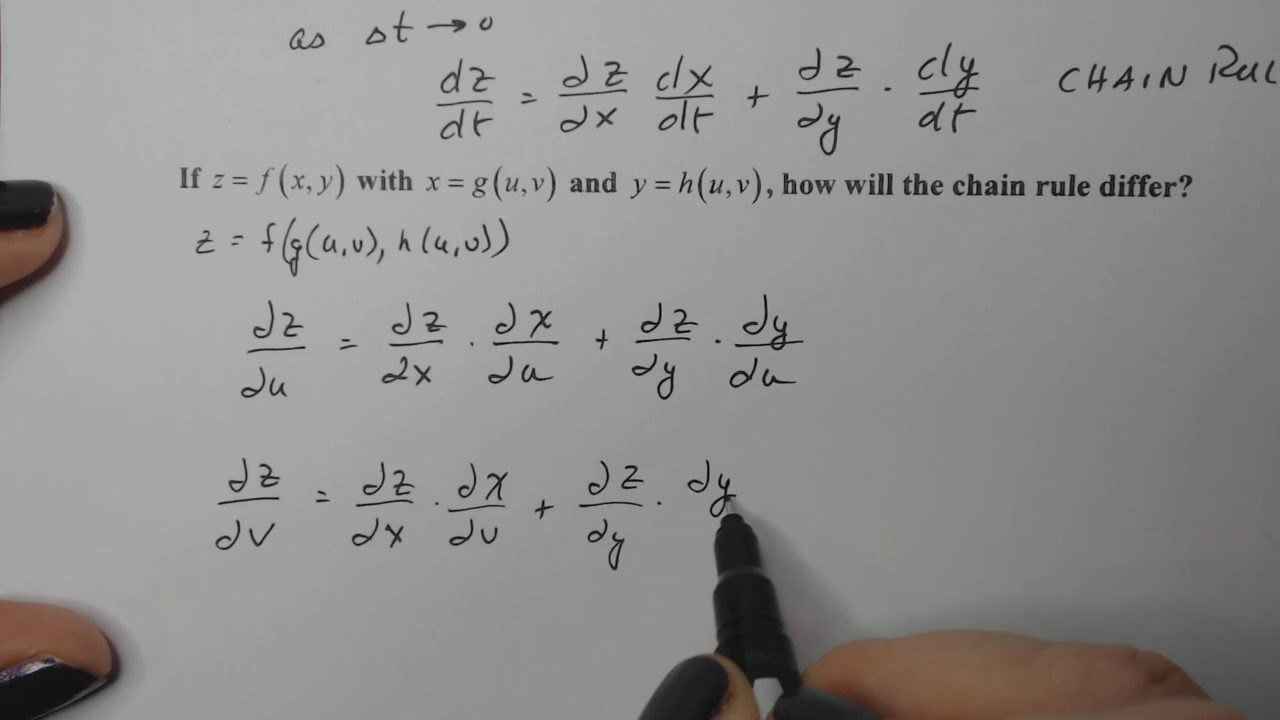 as Δt → 0
dz/dt = ∂z/∂x dx/dt + ∂z/∂y · dy/dt CHAIN RUL
If z = f(x, y) with x = g(u, v) and y = h(u, v), how will the chain rule differ?
z = f(g(u,v), h(u,v))
∂z/∂u = ∂z/∂x · ∂x/∂u + ∂z/∂y · ∂y/∂u
∂z/∂v = ∂z/∂x · ∂x/∂v + ∂z/∂y · ∂y